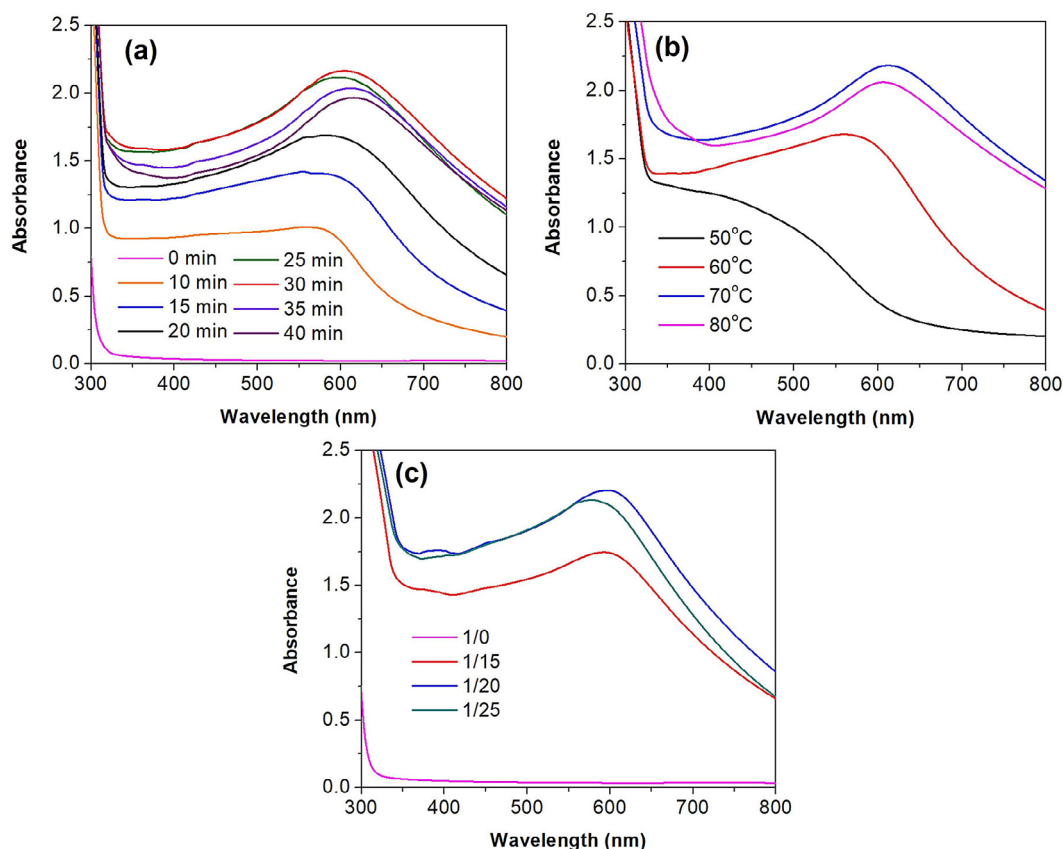 (a)
2.5
2.0
1.5
1.0
0.5
0.0
Absorbance
0 min 25 min
10 min 30 min
15 min 35 min
20 min 40 min
300 400 500 600 700 800
Wavelength (nm)
(b)
2.5
2.0
1.5
1.0
0.5
0.0
Absorbance
50°C
60°C
70°C
80°C
300 400 500 600 700 800
Wavelength (nm)
(c)
2.5
2.0
1.5
1.0
0.5
0.0
Absorbance
1/0
1/15
1/20
1/25
300 400 500 600 700 800
Wavelength (nm)